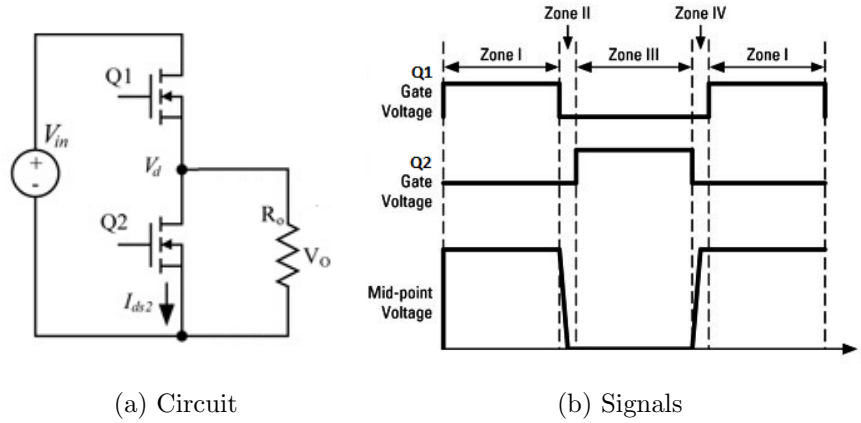 Q1
V_in
+
-
V_d
Q2
R_o
V_O
I_ds2
Zone II
Zone IV
Zone I
Zone III
Zone I
Q1
Gate
Voltage
Q2
Gate
Voltage
Mid-point
Voltage
(a) Circuit
(b) Signals